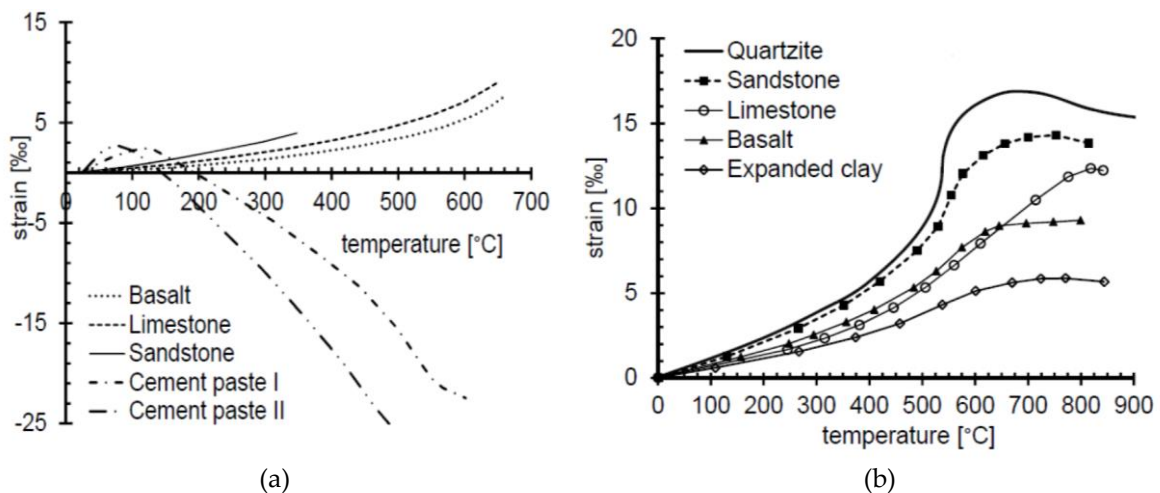 15
5
-5
-15
-25
strain [‰]
0 100 200 300 400 500 600 700
temperature [°C]
Basalt
Limestone
Sandstone
Cement paste I
Cement paste II
(a)
20
15
10
5
0
strain [‰]
Quartzite
Sandstone
Limestone
Basalt
Expanded clay
0 100 200 300 400 500 600 700 800 900
temperature [°C]
(b)